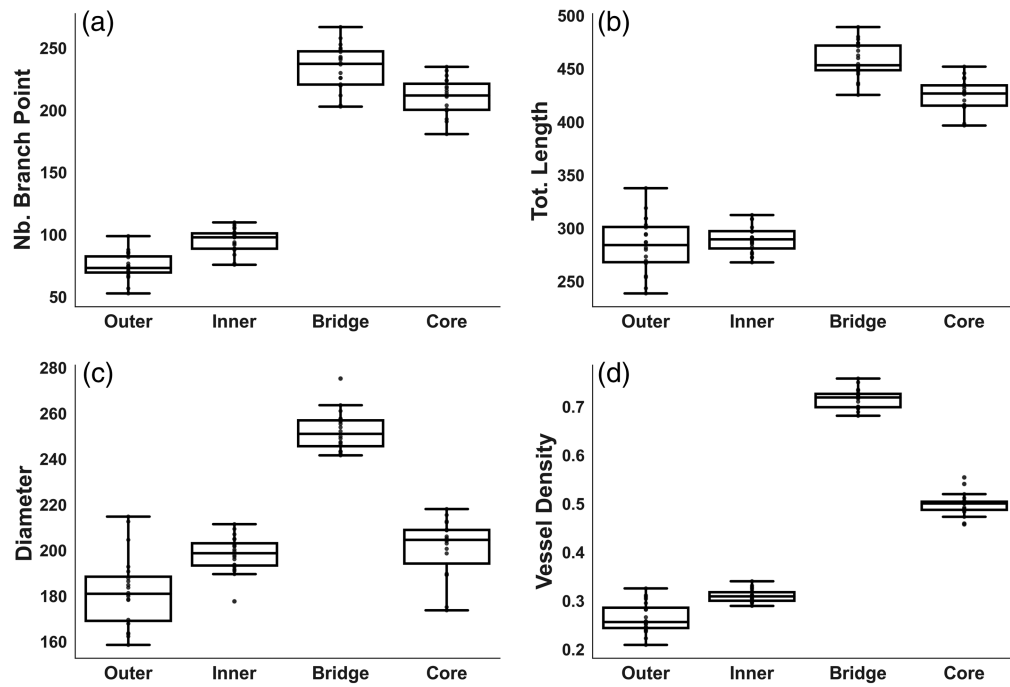 (a)
Nb. Branch Point
250
200
150
100
50
Outer Inner Bridge Core
(b)
Tot. Length
500
450
400
350
300
250
Outer Inner Bridge Core
(c)
Diameter
280
260
240
220
200
180
160
Outer Inner Bridge Core
(d)
Vessel Density
0.7
0.6
0.5
0.4
0.3
0.2
Outer Inner Bridge Core